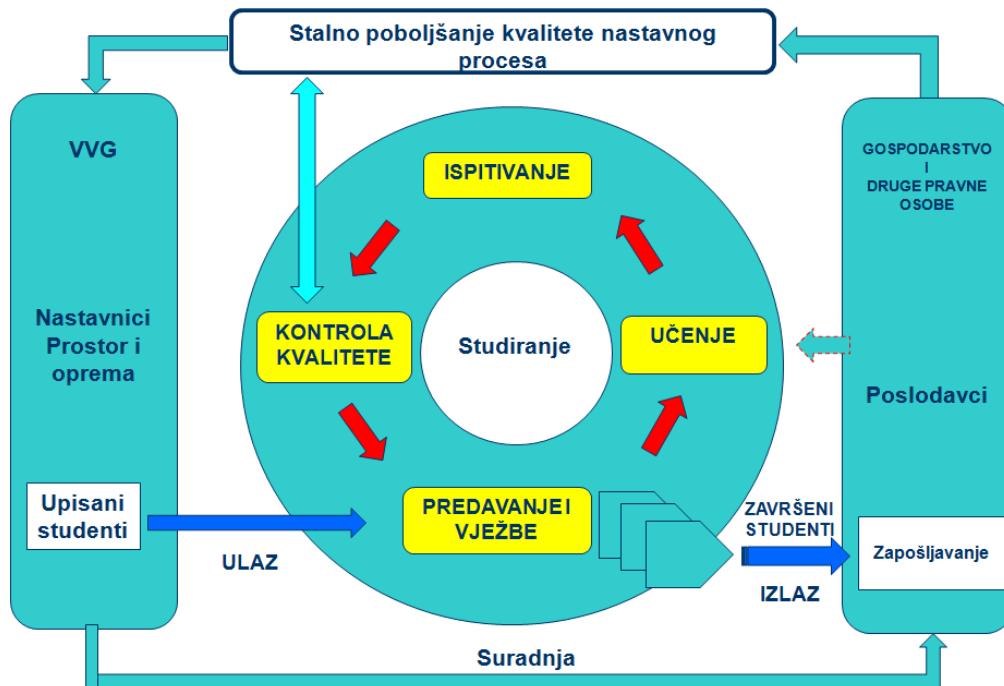 Stalno poboljšanje kvalitete nastavnog
procesa
VVG
Nastavnici
Prostor i
oprema
Upisani
studenti
ULAZ
ISPITIVANJE
KONTROLA
KVALITETE
Studiranje
UČENJE
PREDAVANJE I
VJEŽBE
ZAVRŠENI
STUDENTI
IZLAZ
GOSPODARSTVO
I
DRUGE PRAVNE
OSOBE
Poslodavci
Zapošljavanje
Suradnja